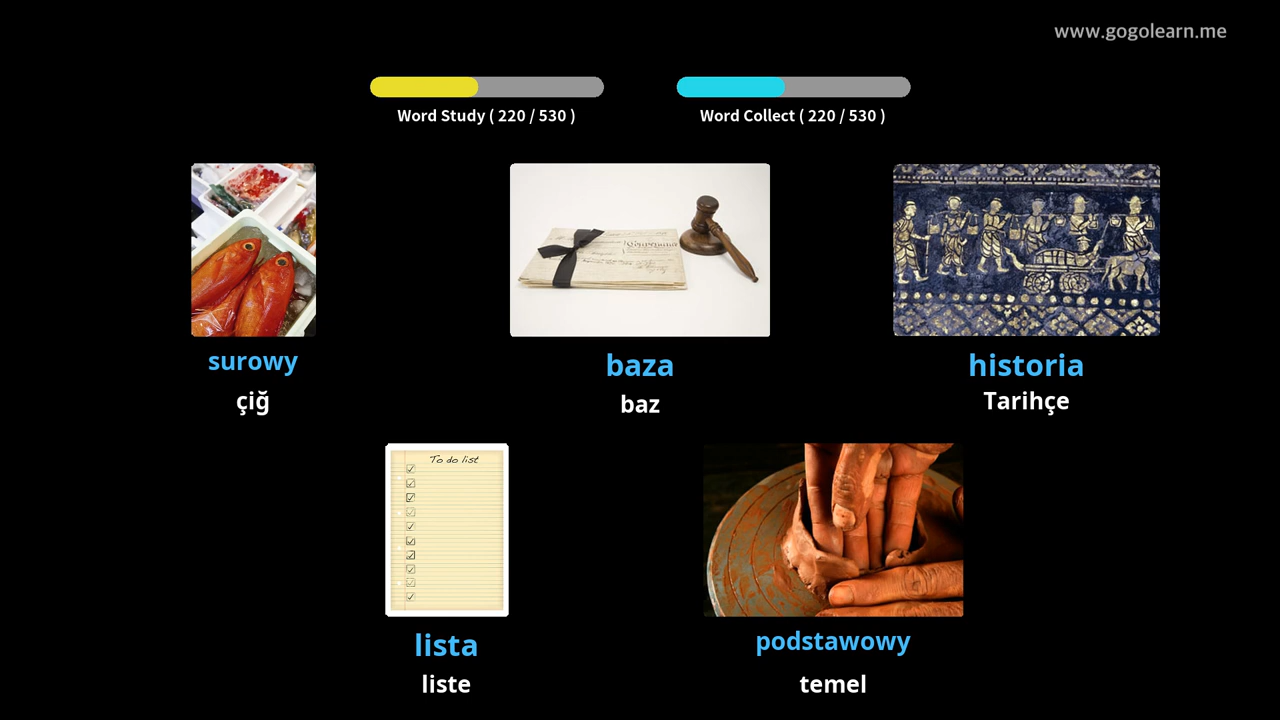 www.gogolearn.me
Word Study ( 220 / 530 )
Word Collect ( 220 / 530 )
surowy
çiğ
baza
baz
historia
Tarihçe
To do list
lista
liste
podstawowy
temel